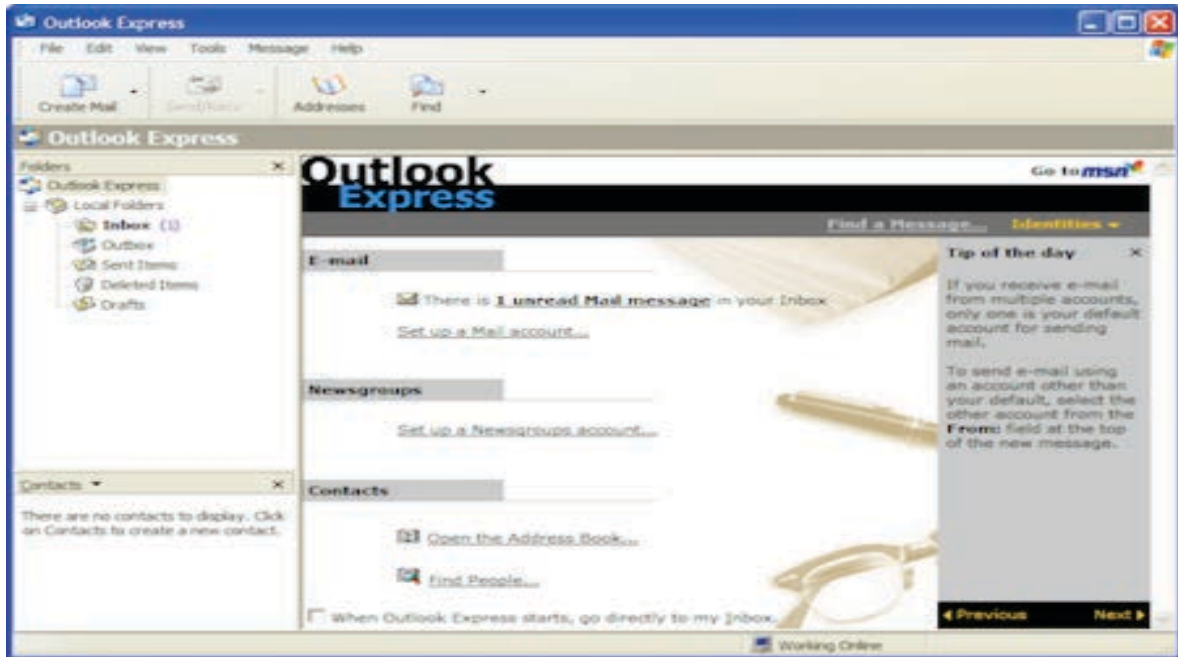 Outlook Express
File Edit View Tools Message Help
Create Mail Send/Recv Addresses Find
Outlook Express
Folders
Outlook Express
Local Folders
Inbox (1)
Outbox
Sent Items
Deleted Items
Drafts
Contacts
There are no contacts to display. Click
on Contacts to create a new contact.
Outlook
Express
Go to msn
Find a Message... Identities
E-mail
There is 1 unread Mail message in your Inbox
Set up a Mail account...
Newsgroups
Set up a Newsgroups account...
Contacts
Open the Address Book...
Find People...
When Outlook Express starts, go directly to my Inbox.
Tip of the day
If you receive e-mail
from multiple accounts,
only one is your default
account for sending
mail.
To send e-mail using
an account other than
your default, select the
other account from the
From: field at the top
of the new message.
Previous Next
Working Online